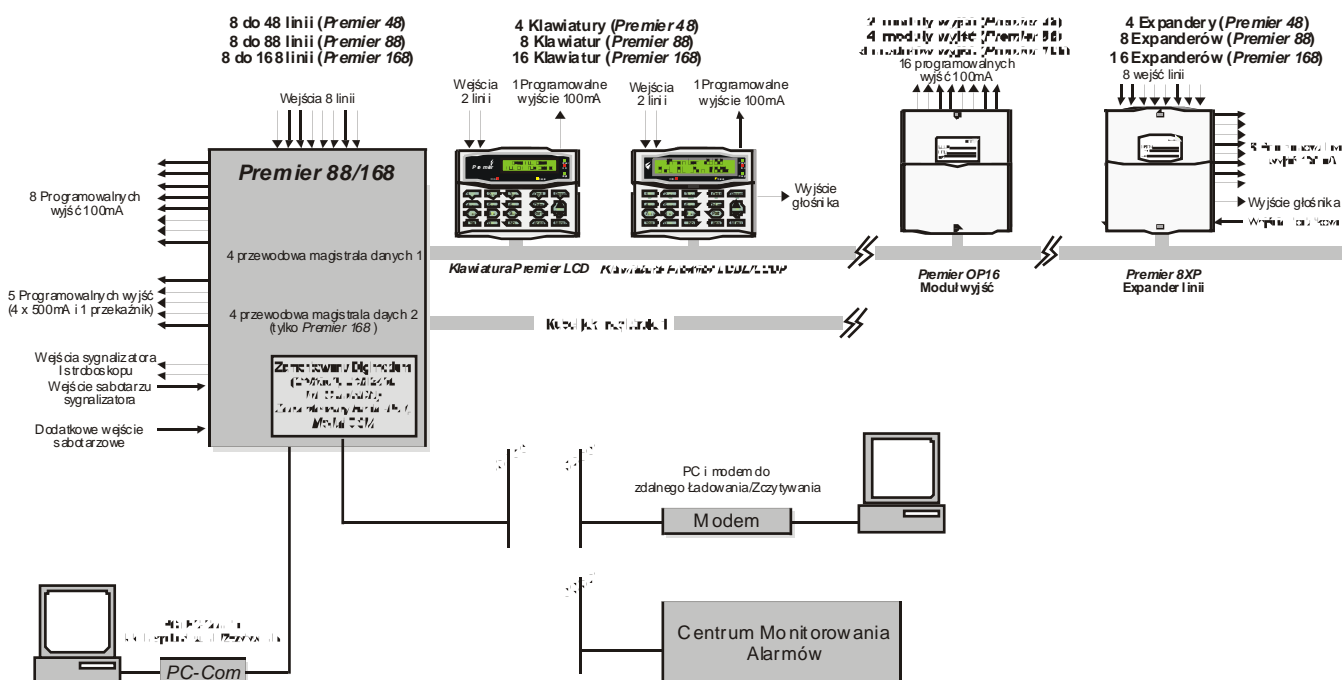 8 do 48 linii (Premier 48)
8 do 88 linii (Premier 88)
8 do 168 linii (Premier 168)
4 Klawiatury (Premier 48)
8 Klawiatur (Premier 88)
16 Klawiatur (Premier 168)
4 moduły wyjść (Premier 88)
4 Expandery (Premier 48)
8 Expanderów (Premier 88)
16 Expanderów (Premier 168)
Wejścia 8 linii
Wejścia
2 linii
1 Programowalne
wyjście 100mA
Wejścia
2 linii
1 Programowalne
wyjście 100mA
16 programowalnych
wyjść 100mA
8 wejść linii
Premier 88/168
8 Programowalnych
wyjść 100mA
Wyjście
głośnika
Wyjście głośnika
4 przewodowa magistrala danych 1
Klawiatura Premier LCD
Premier OP16
Moduł wyjść
Premier 8XP
Expander linii
5 Programowalnych wyjść
(4 x 500mA i 1 przekaźnik)
4 przewodowa magistrala daych 2
(tylko Premier 168 )
Wejścia sygnalizatora
I stroboskopu
Wejście sabotarzu
sygnalizatora
Dodatkowe wejście
sabotarzowe
PC i modem do
zdalnego Ładowania/Zczytywania
Modem
Centrum Monitorowania
Alarmów
PC-Com